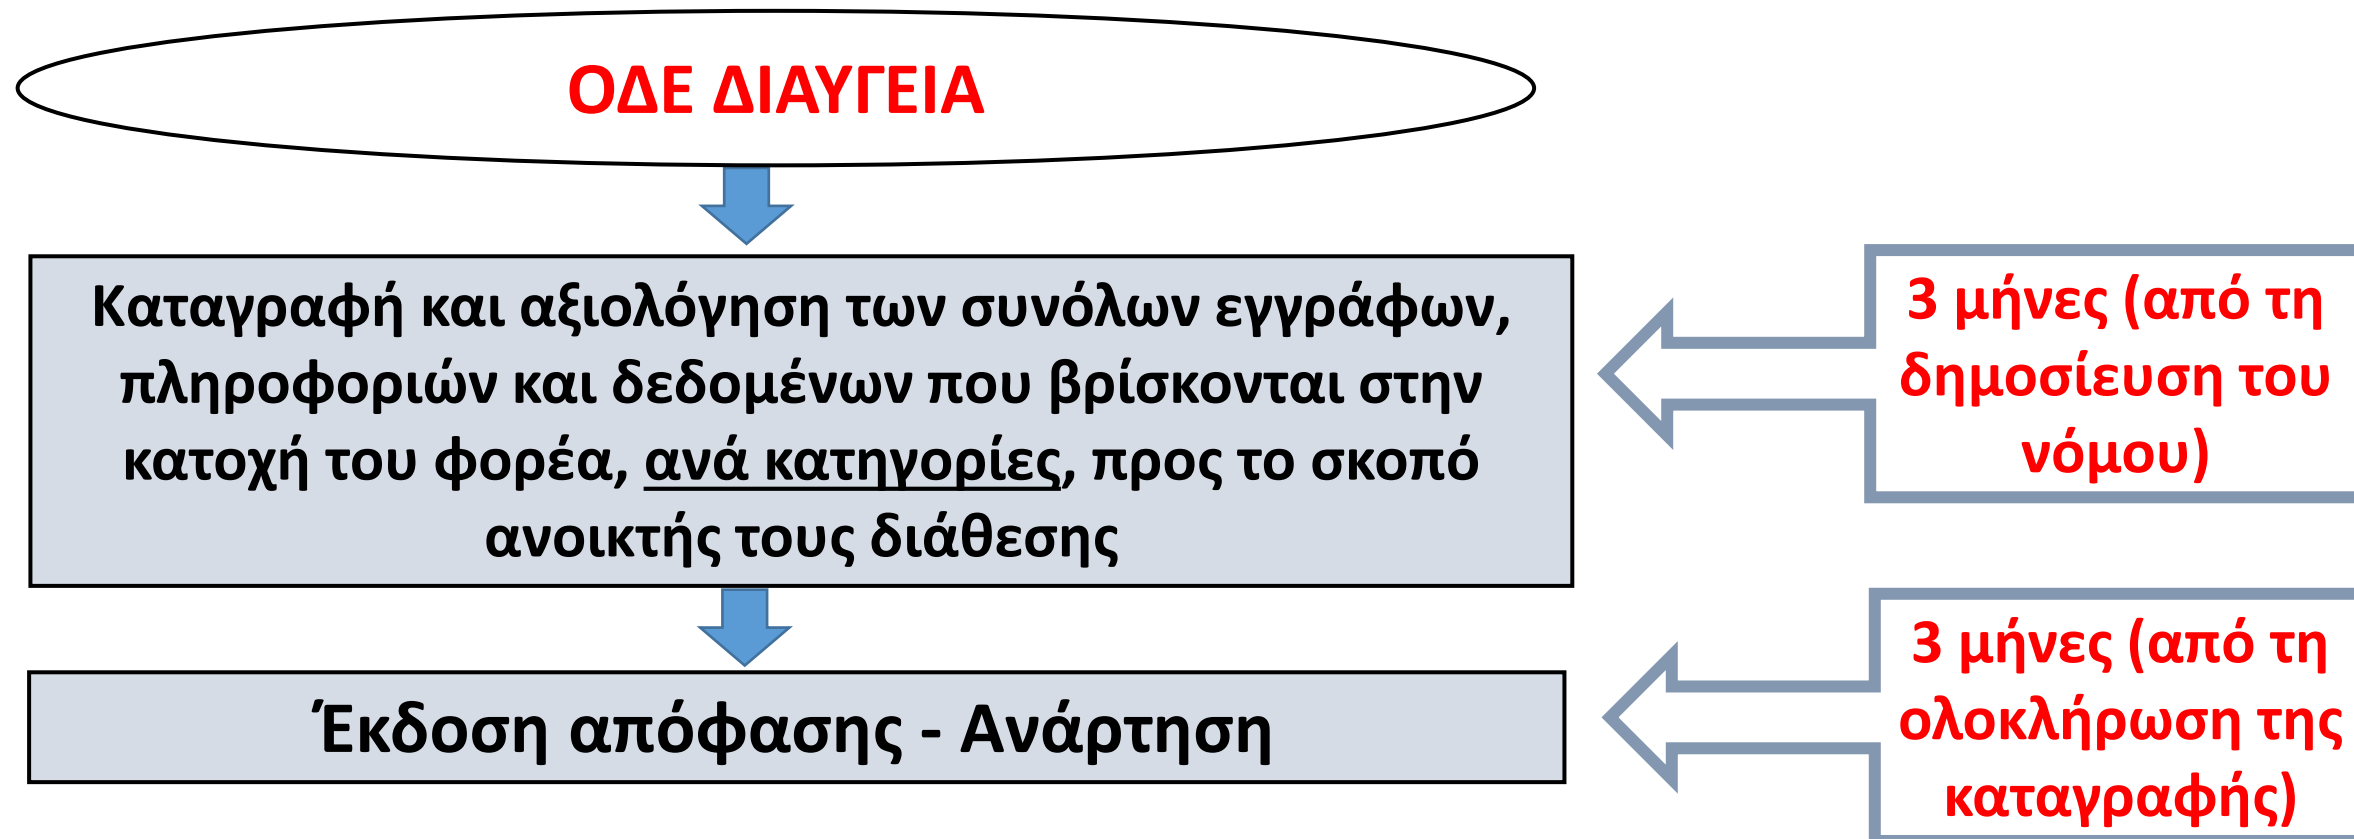 ΟΔΕ ΔΙΑΥΓΕΙΑ
Καταγραφή και αξιολόγηση των συνόλων εγγράφων,
πληροφοριών και δεδομένων που βρίσκονται στην
κατοχή του φορέα, ανά κατηγορίες, προς το σκοπό
ανοικτής τους διάθεσης
3 μήνες (από τη
δημοσίευση του
νόμου)
Έκδοση απόφασης - Ανάρτηση
3 μήνες (από τη
ολοκλήρωση της
καταγραφής)